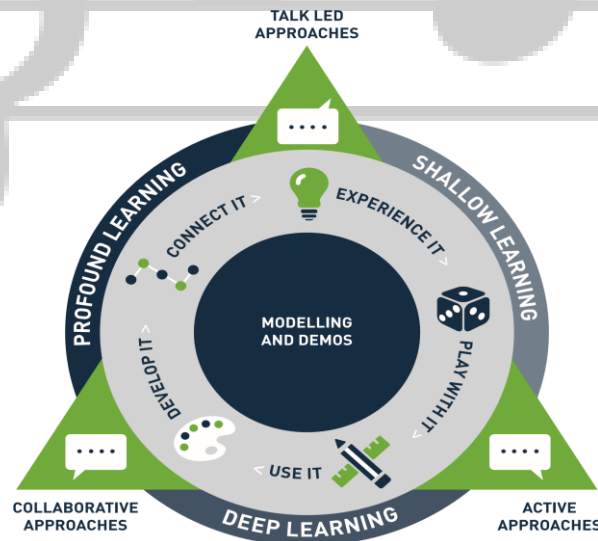 TALK LED
APPROACHES
PROFOUND LEARNING
SHALLOW LEARNING
CONNECT IT >
EXPERIENCE IT >
MODELLING
AND DEMOS
DEVELOP IT >
PLAY WITH IT >
< USE IT
COLLABORATIVE
APPROACHES
DEEP LEARNING
ACTIVE
APPROACHES